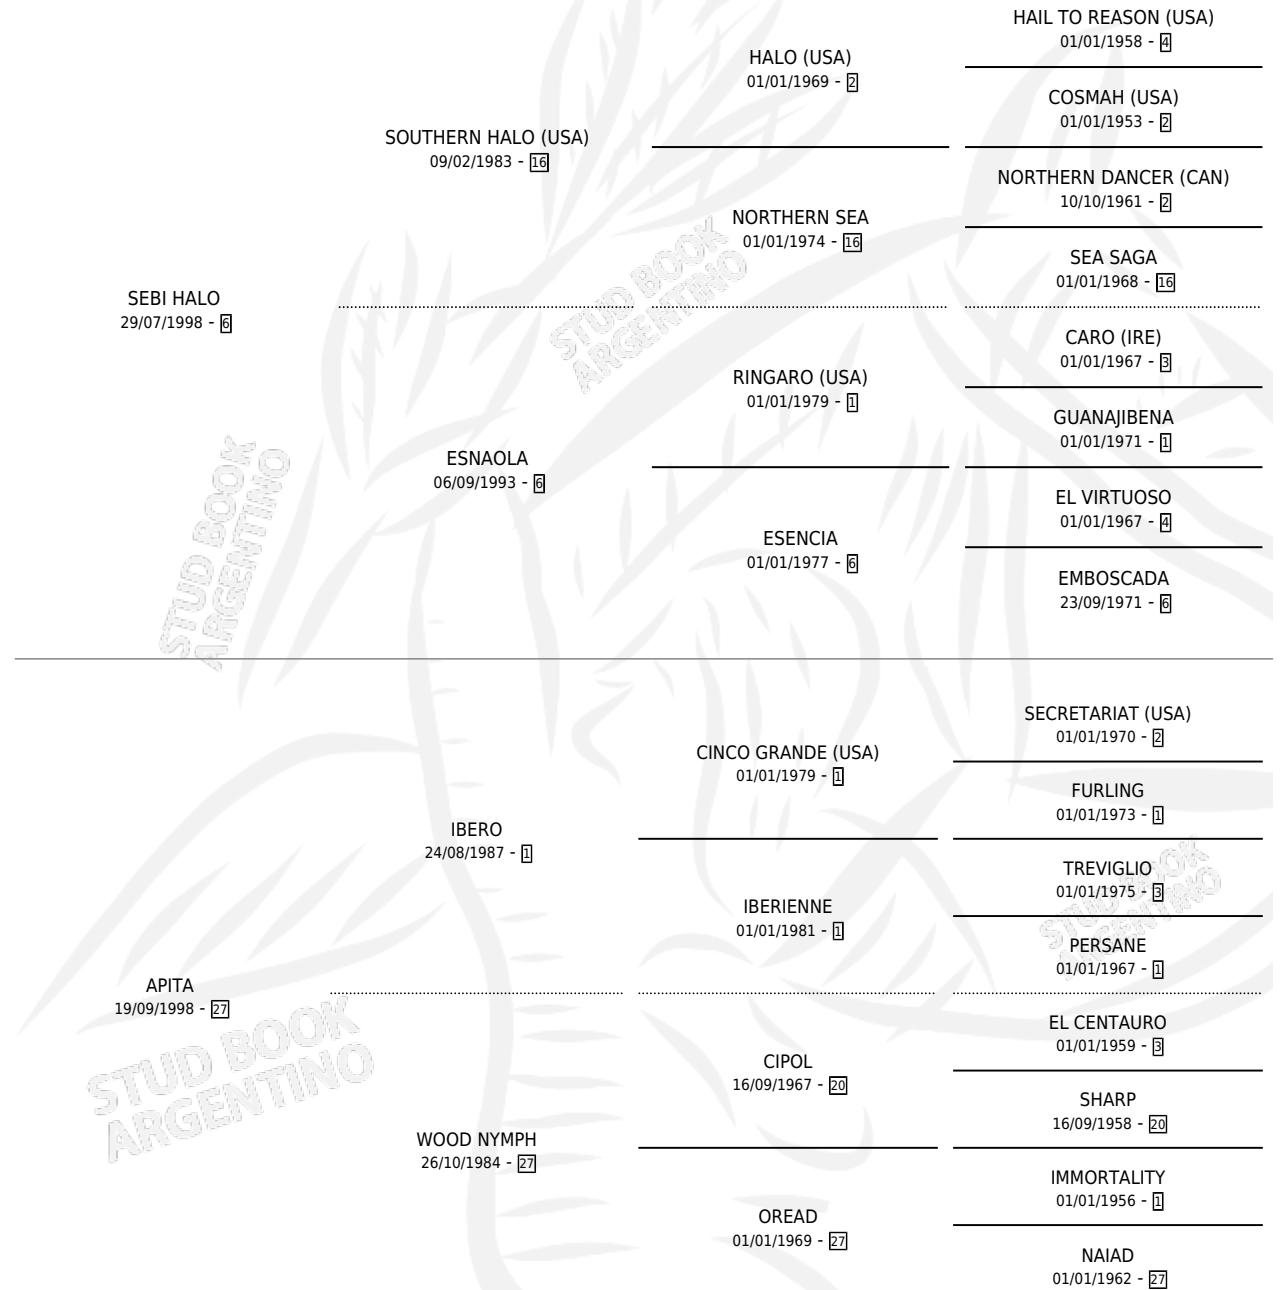 HAIL TO REASON (USA)
01/01/1958 - 4
HALO (USA)
01/01/1969 - 2
COSMAH (USA)
01/01/1953 - 2
SOUTHERN HALO (USA)
09/02/1983 - 16
NORTHERN DANCER (CAN)
10/10/1961 - 2
NORTHERN SEA
01/01/1974 - 16
SEA SAGA
01/01/1968 - 16
SEBI HALO
29/07/1998 - 6
CARO (IRE)
01/01/1967 - 3
RINGARO (USA)
01/01/1979 - 1
GUANAJIBENA
01/01/1971 - 1
ESNAOLA
06/09/1993 - 6
EL VIRTUOSO
01/01/1967 - 4
ESENCIA
01/01/1977 - 6
EMBOSCADA
23/09/1971 - 6
SECRETARIAT (USA)
01/01/1970 - 2
CINCO GRANDE (USA)
01/01/1979 - 1
FURLING
01/01/1973 - 1
IBERO
24/08/1987 - 1
TREVIGLIO
01/01/1975 - 3
IBERIENNE
01/01/1981 - 1
PERSANE
01/01/1967 - 1
APITA
19/09/1998 - 27
EL CENTAURO
01/01/1959 - 3
CIPOL
16/09/1967 - 20
SHARP
16/09/1958 - 20
WOOD NYMPH
26/10/1984 - 27
IMMORTALITY
01/01/1956 - 1
OREAD
01/01/1969 - 27
NAIAD
01/01/1962 - 27
STUD BOOK
ARGENTINO
STUD BOOK
ARGENTINO
STUD BOOK
ARGENTINO
STUD BOOK
ARGENTINO